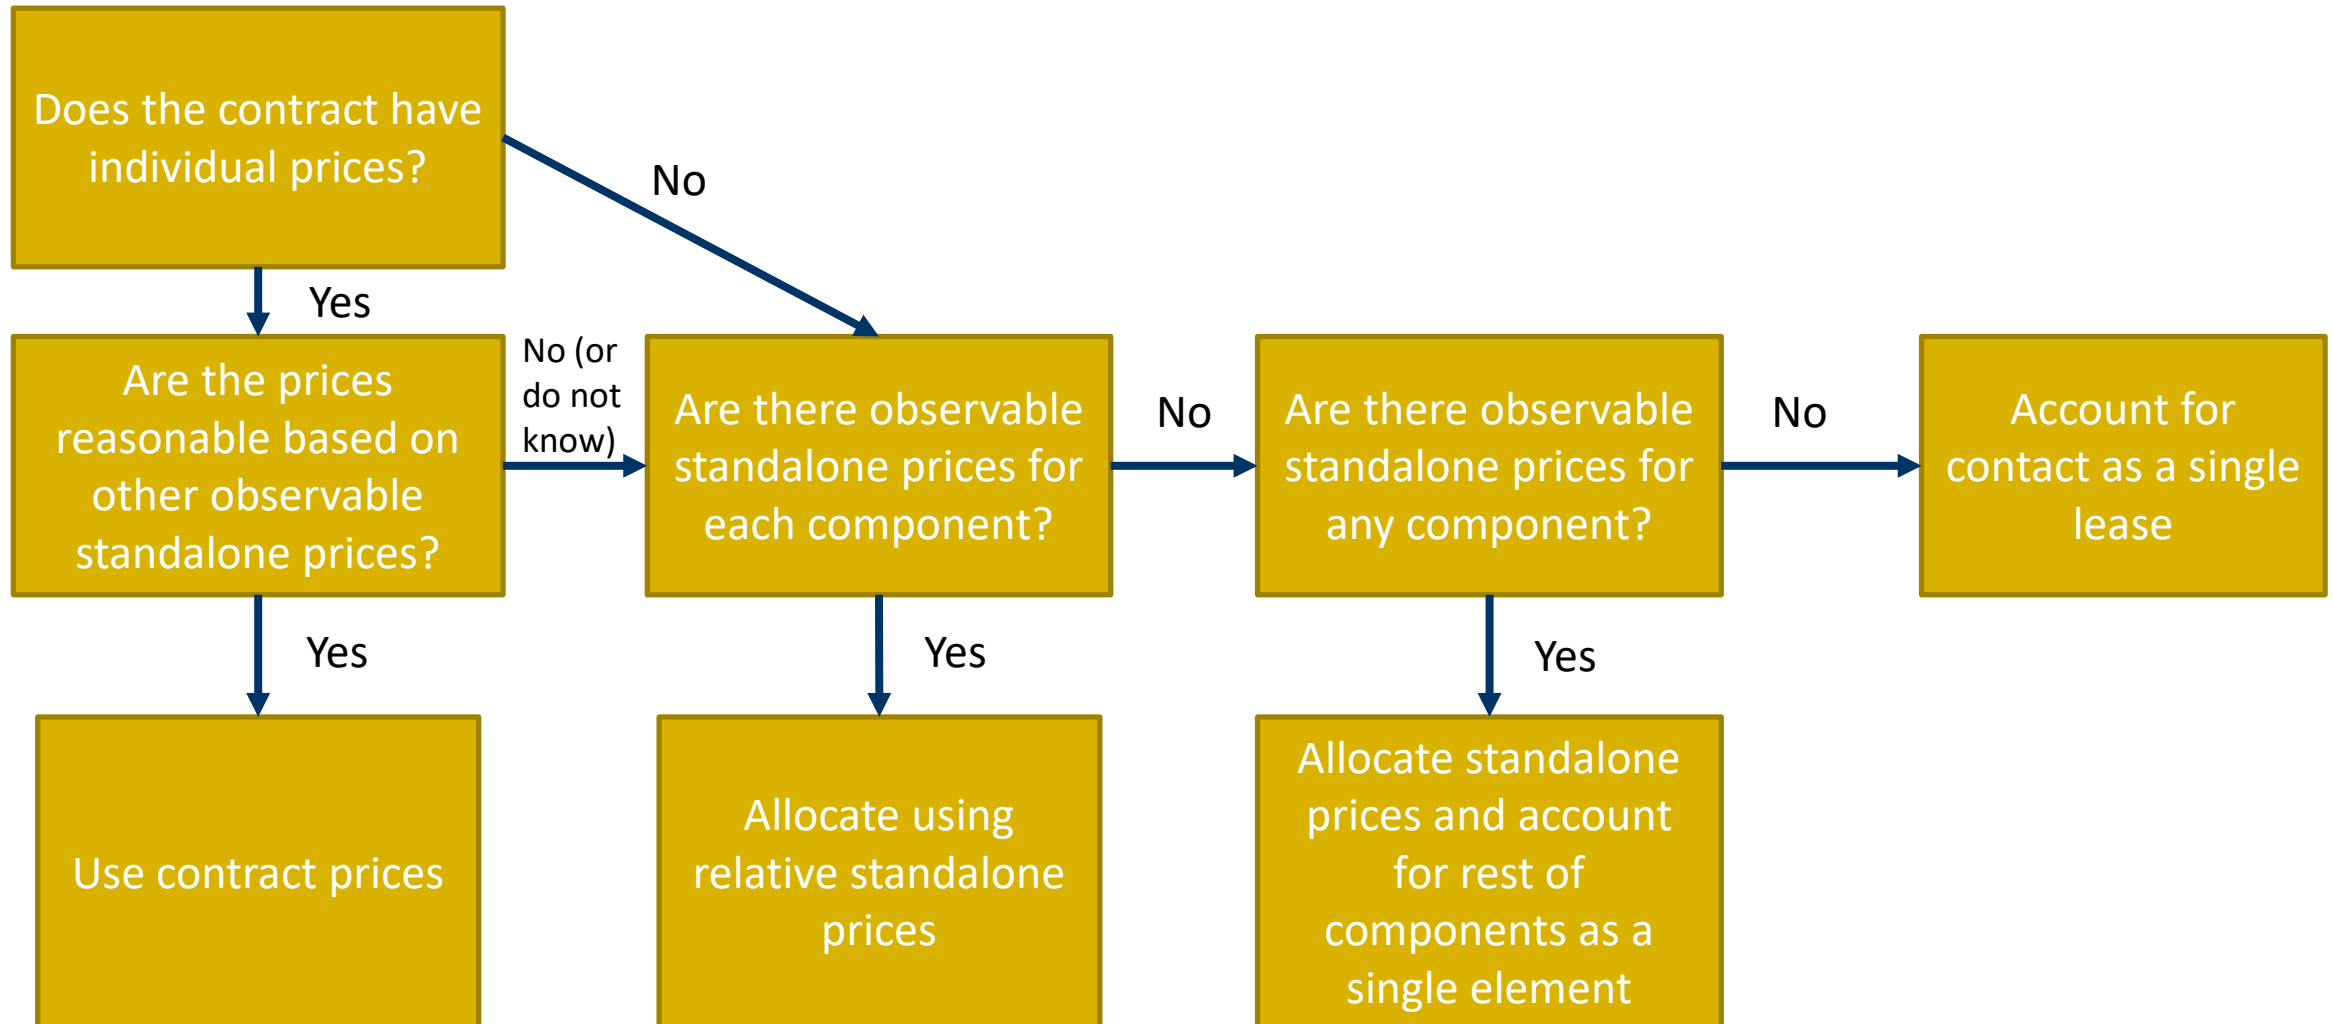 Does the contract have
individual prices?
No
Yes
Are the prices
reasonable based on
other observable
standalone prices?
No (or
do not
know)
Are there observable
standalone prices for
each component?
No
Are there observable
standalone prices for
any component?
No
Account for
contact as a single
lease
Yes
Yes
Yes
Use contract prices
Allocate using
relative standalone
prices
Allocate standalone
prices and account
for rest of
components as a
single element